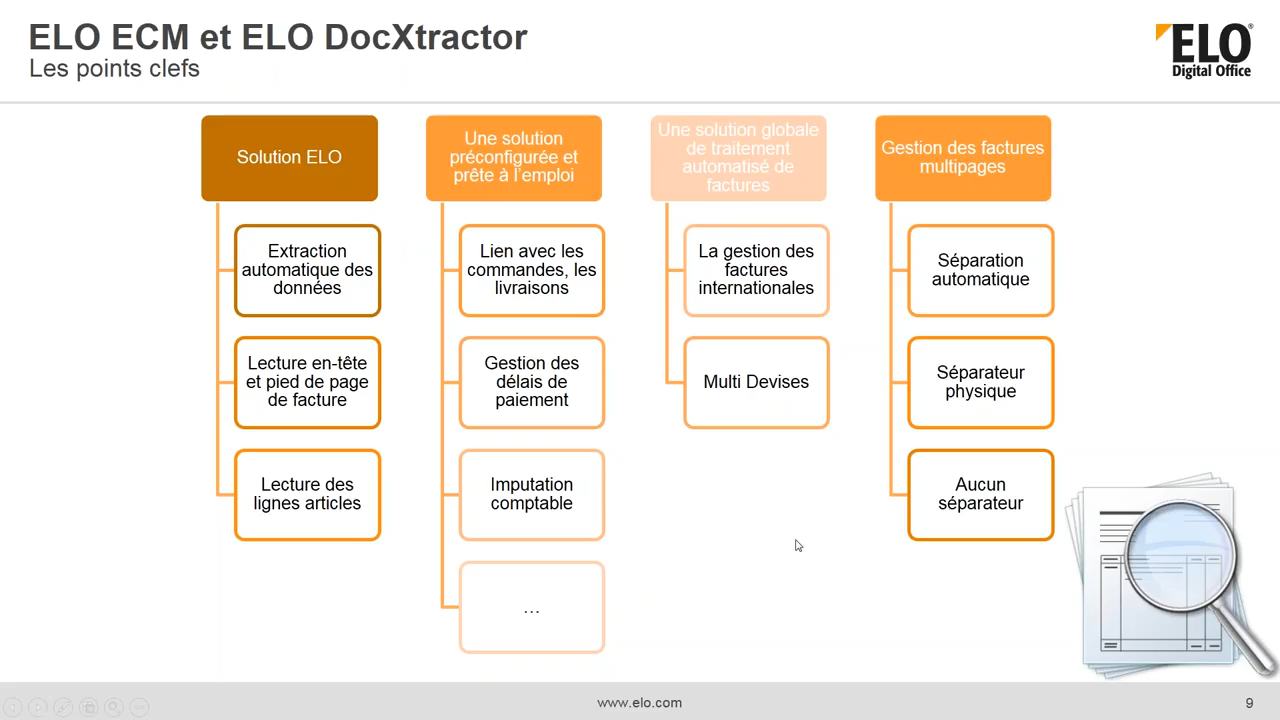 ELO ECM et ELO DocXtractor
Les points clefs
ELO®
Digital Office
Solution ELO
Extraction
automatique des
données
Lecture en-tête
et pied de page
de facture
Lecture des
lignes articles
Une solution
préconfigurée et
prête à l'emploi
Lien avec les
commandes, les
livraisons
Gestion des
délais de
paiement
Imputation
comptable
...
Une solution globale
de traitement
automatisé de
factures
La gestion des
factures
internationales
Multi Devises
Gestion des factures
multipages
Séparation
automatique
Séparateur
physique
Aucun
séparateur
www.elo.com
9